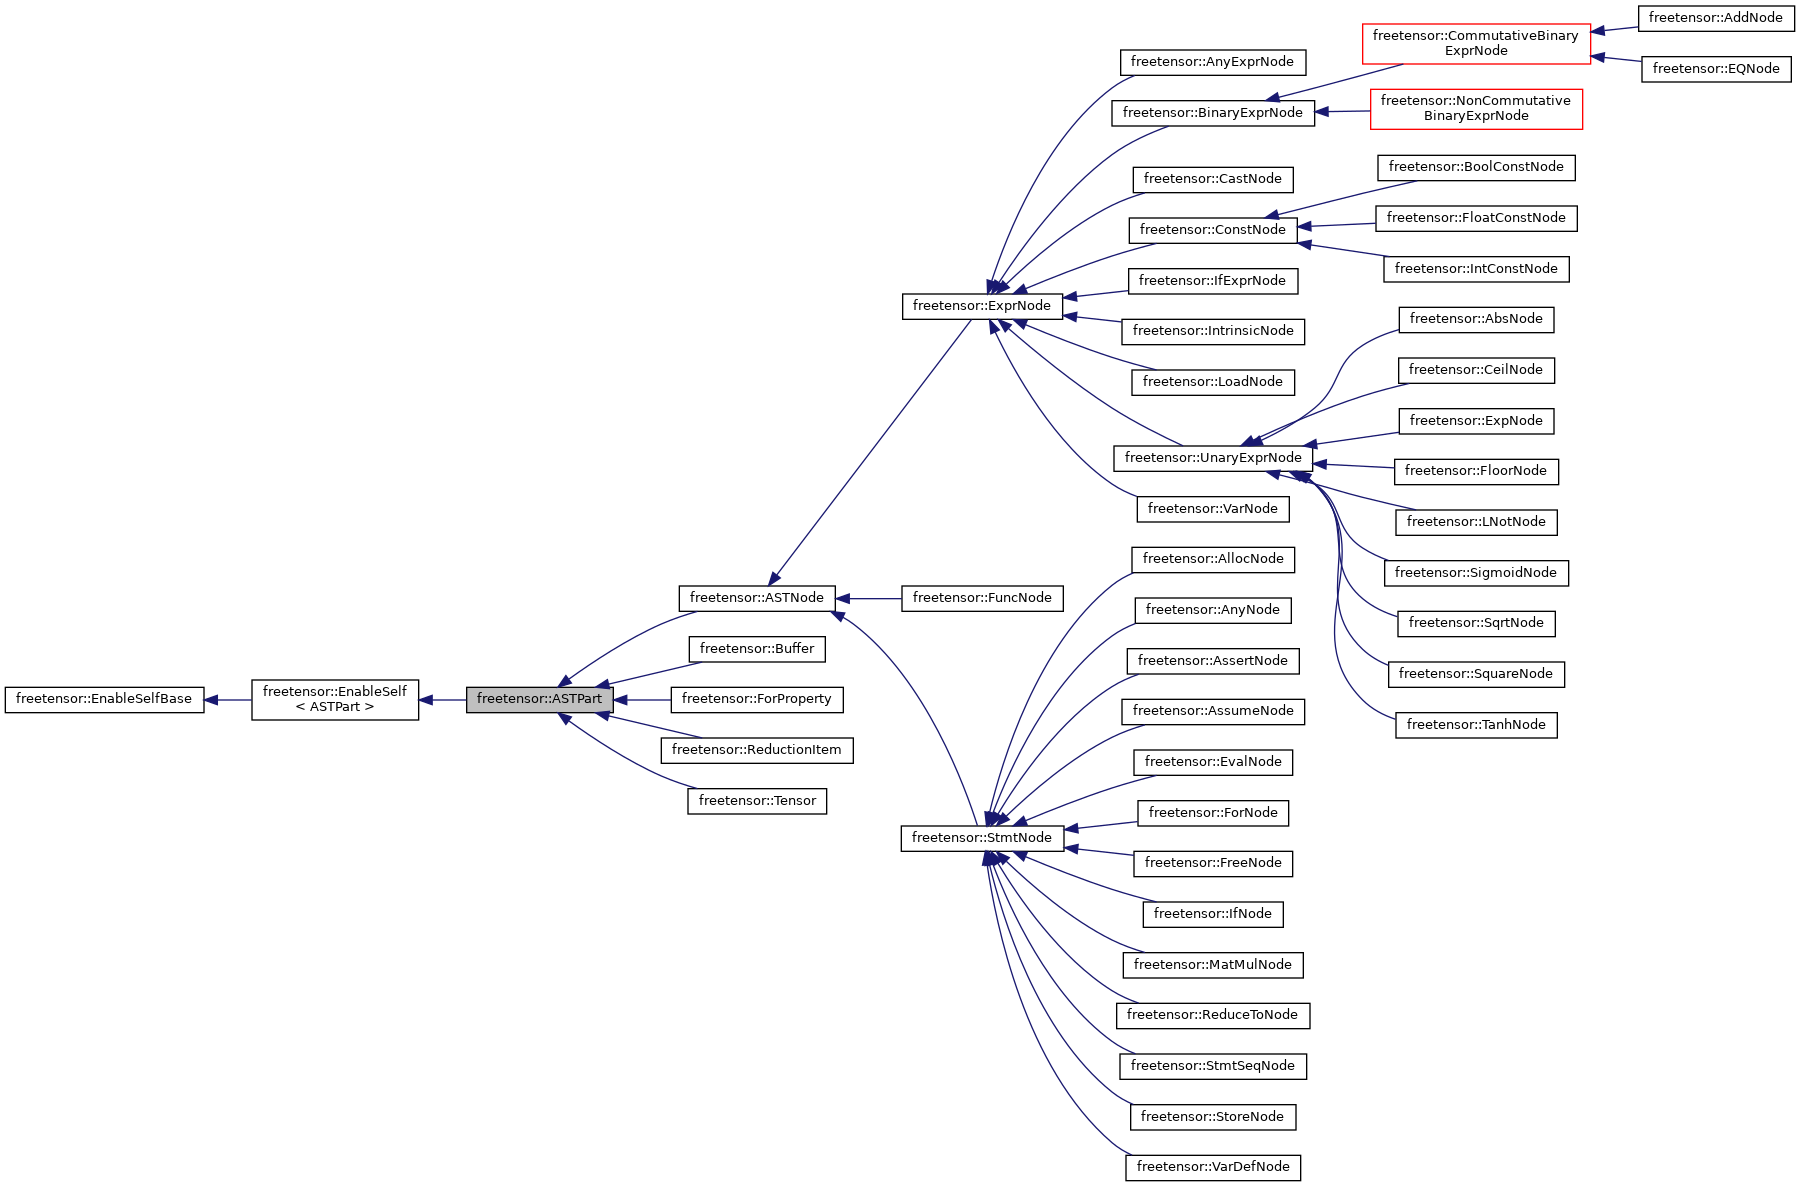 freetensor::EnableSelfBase
freetensor::EnableSelf
< ASTPart >
freetensor::ASTPart
freetensor::ASTNode
freetensor::Buffer
freetensor::ForProperty
freetensor::ReductionItem
freetensor::Tensor
freetensor::ExprNode
freetensor::FuncNode
freetensor::StmtNode
freetensor::AnyExprNode
freetensor::BinaryExprNode
freetensor::CastNode
freetensor::ConstNode
freetensor::IfExprNode
freetensor::IntrinsicNode
freetensor::LoadNode
freetensor::UnaryExprNode
freetensor::VarNode
freetensor::AllocNode
freetensor::AnyNode
freetensor::AssertNode
freetensor::AssumeNode
freetensor::EvalNode
freetensor::ForNode
freetensor::FreeNode
freetensor::IfNode
freetensor::MatMulNode
freetensor::ReduceToNode
freetensor::StmtSeqNode
freetensor::StoreNode
freetensor::VarDefNode
freetensor::CommutativeBinary
ExprNode
freetensor::NonCommutative
BinaryExprNode
freetensor::BoolConstNode
freetensor::FloatConstNode
freetensor::IntConstNode
freetensor::AbsNode
freetensor::CeilNode
freetensor::ExpNode
freetensor::FloorNode
freetensor::LNotNode
freetensor::SigmoidNode
freetensor::SqrtNode
freetensor::SquareNode
freetensor::TanhNode
freetensor::AddNode
freetensor::EQNode